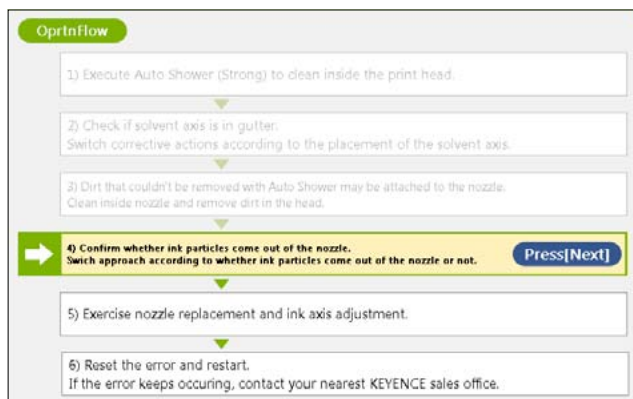 OprtnFlow
1) Execute Auto Shower (Strong) to clean inside the print head.
2) Check if solvent axis is in gutter.
Switch corrective actions according to the placement of the solvent axis.
3) Dirt that couldn't be removed with Auto Shower may be attached to the nozzle.
Clean inside nozzle and remove dirt in the head.
4) Confirm whether ink particles come out of the nozzle.
Swich approach according to whether ink particles come out of the nozzle or not.
Press[Next]
5) Exercise nozzle replacement and ink axis adjustment.
6) Reset the error and restart.
If the error keeps occuring, contact your nearest KEYENCE sales office.